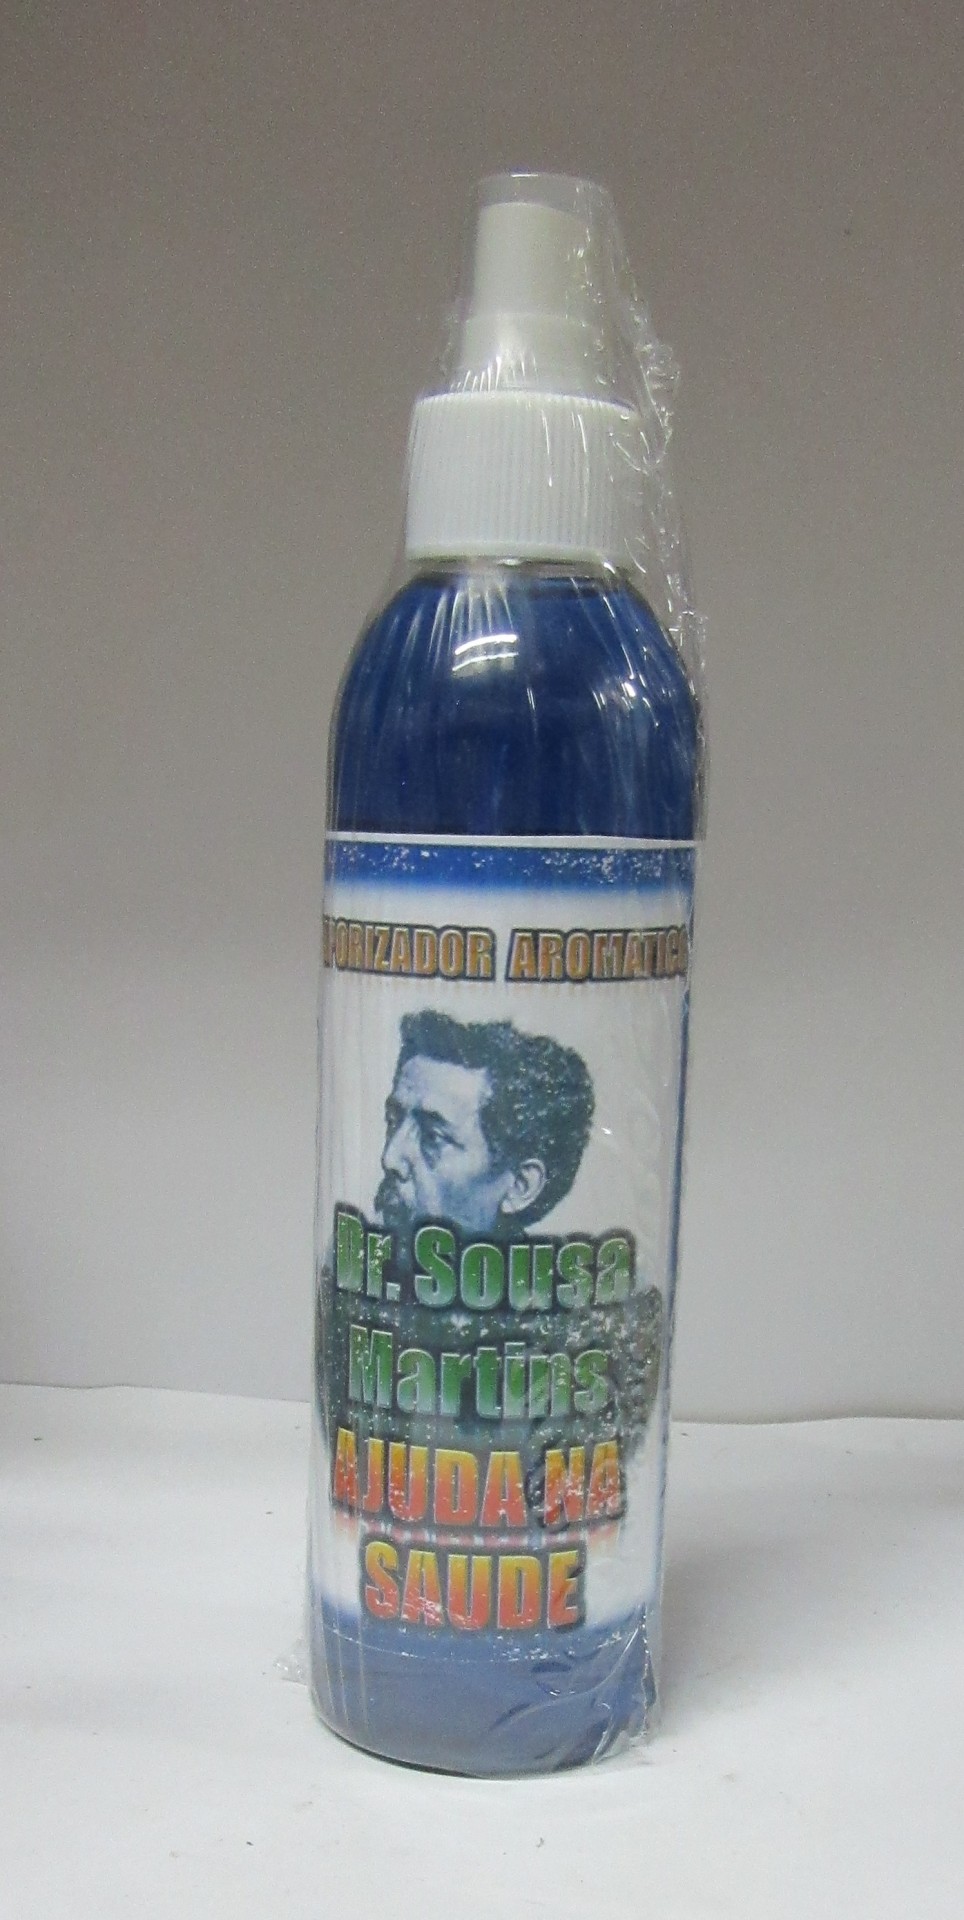 PORIZADOR AROMATICO
Dr. Sousa
Martins
AJUDA NA
SAUDE